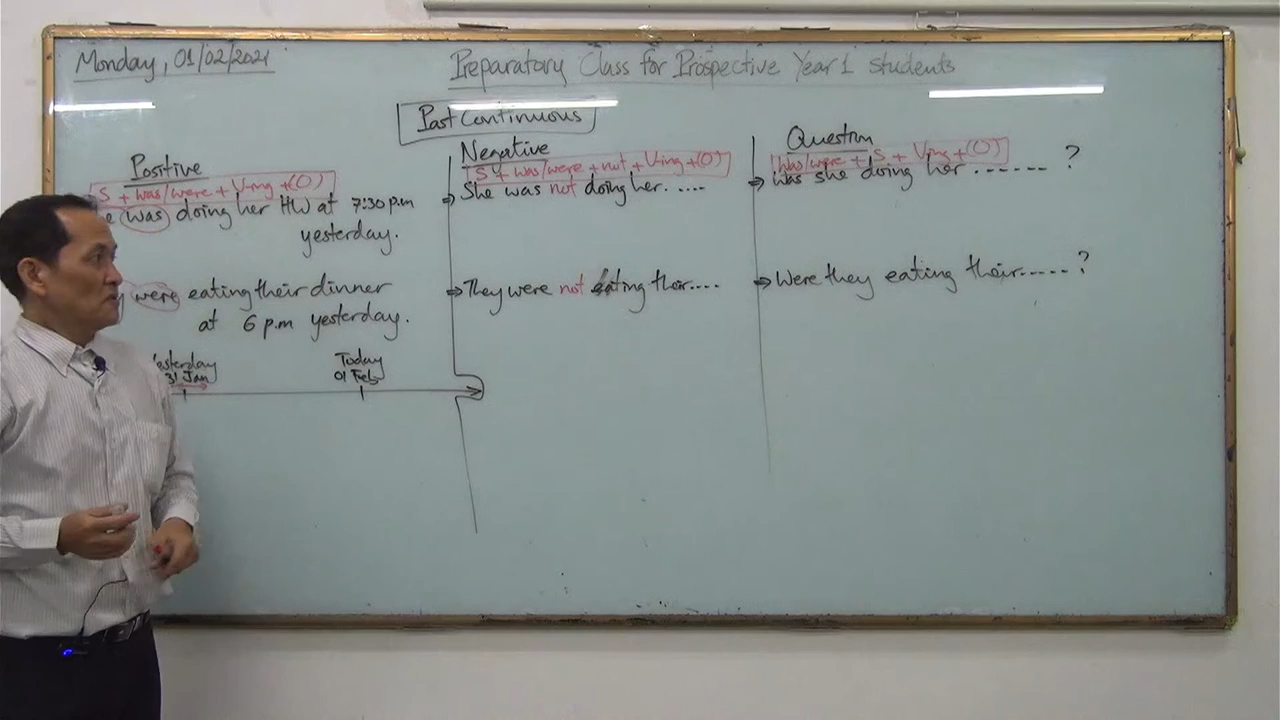 Monday, 01/02/2021
Preparatory Class for Prospective Year 1 students
Past Continuous
Positive
S + was/were + V-ing + (O)
was doing her HW at 7:30 p.m
yesterday.
were eating their dinner
at 6 p.m yesterday.
Yesterday
31 Jan
Today
01 Feb
Negative
S + was/were + not + V-ing + (O)
⇒ She was not doing her.....
⇒ They were not eating their....
Question
Was/were + S + V-ing + (O)
⇒ Was she doing her ....... ?
⇒ Were they eating their..... ?